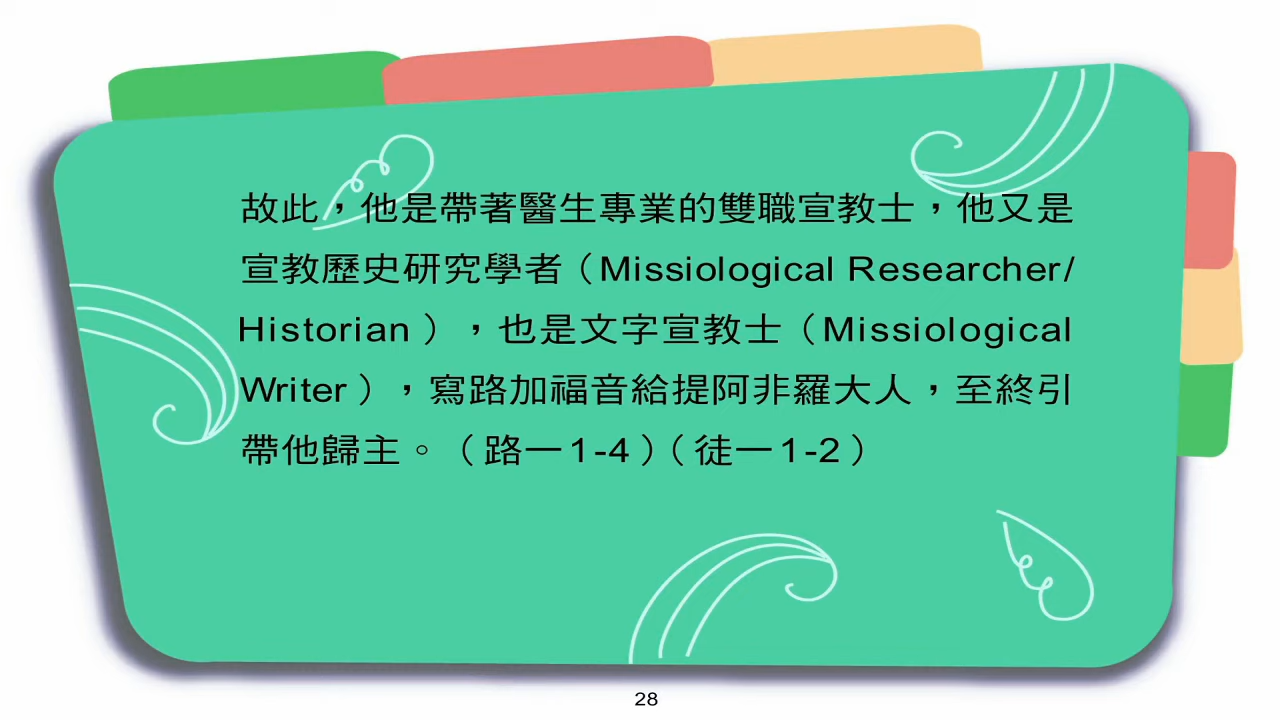 故此，他是帶著醫生專業的雙職宣教士，他又是
宣教歷史研究學者（Missiological Researcher/
Historian），也是文字宣教士（Missiological
Writer），寫路加福音給提阿非羅大人，至終引
帶他歸主。（路一1-4）（徒一1-2）
28